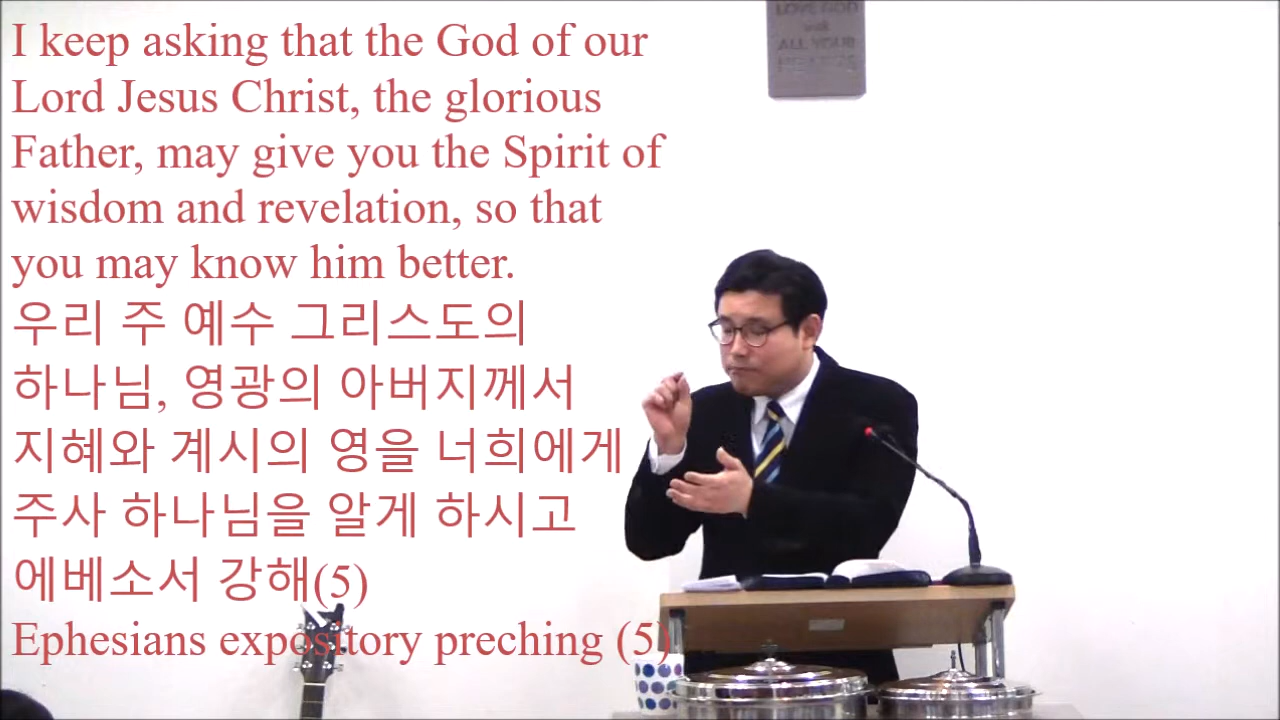 I keep asking that the God of our
Lord Jesus Christ, the glorious
Father, may give you the Spirit of
wisdom and revelation, so that
you may know him better.
우리 주 예수 그리스도의
하나님, 영광의 아버지께서
지혜와 계시의 영을 너희에게
주사 하나님을 알게 하시고
에베소서 강해(5)
Ephesians expository preching (5)
LOVE GOD
ALL YOUR